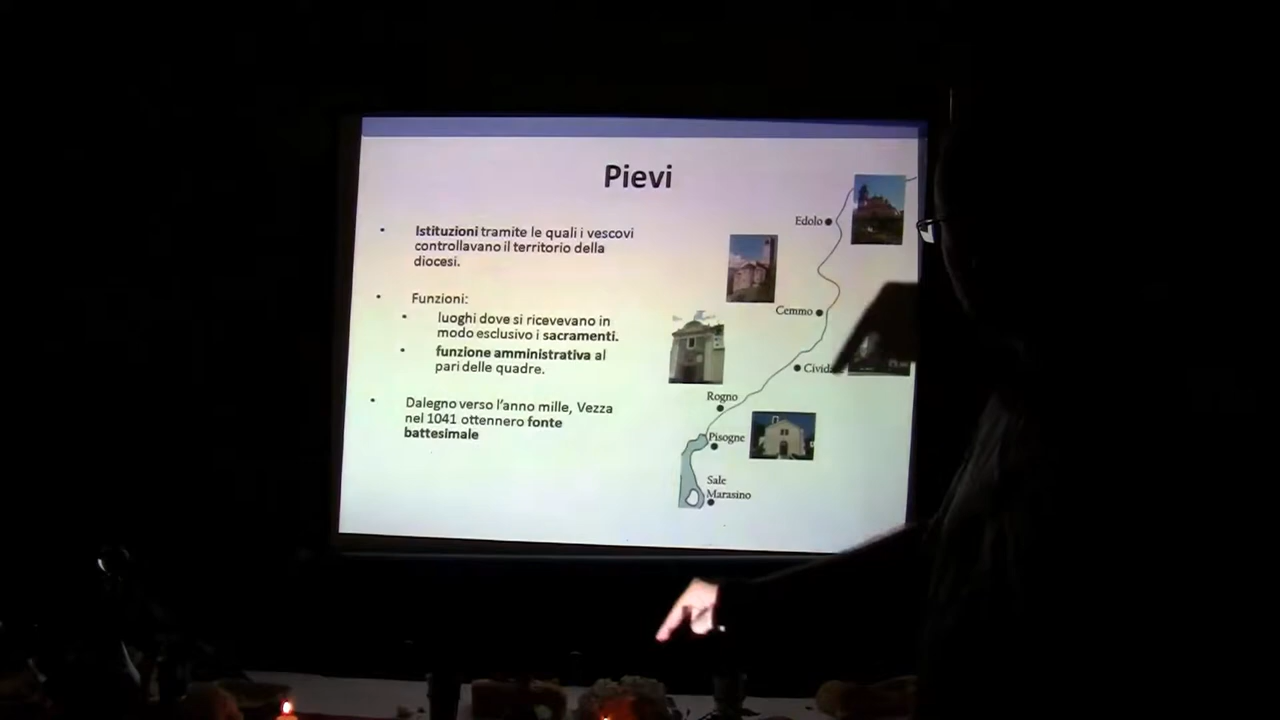 Pievi
• Istituzioni tramite le quali i vescovi
controllavano il territorio della
diocesi.
• Funzioni:
• luoghi dove si ricevevano in
modo esclusivo i sacramenti.
• funzione amministrativa al
pari delle quadre.
• Dalegno verso l'anno mille, Vezza
nel 1041 ottennero fonte
battesimale
Edolo
Cemmo
Rogno
Pisogne
Sale
Marasino